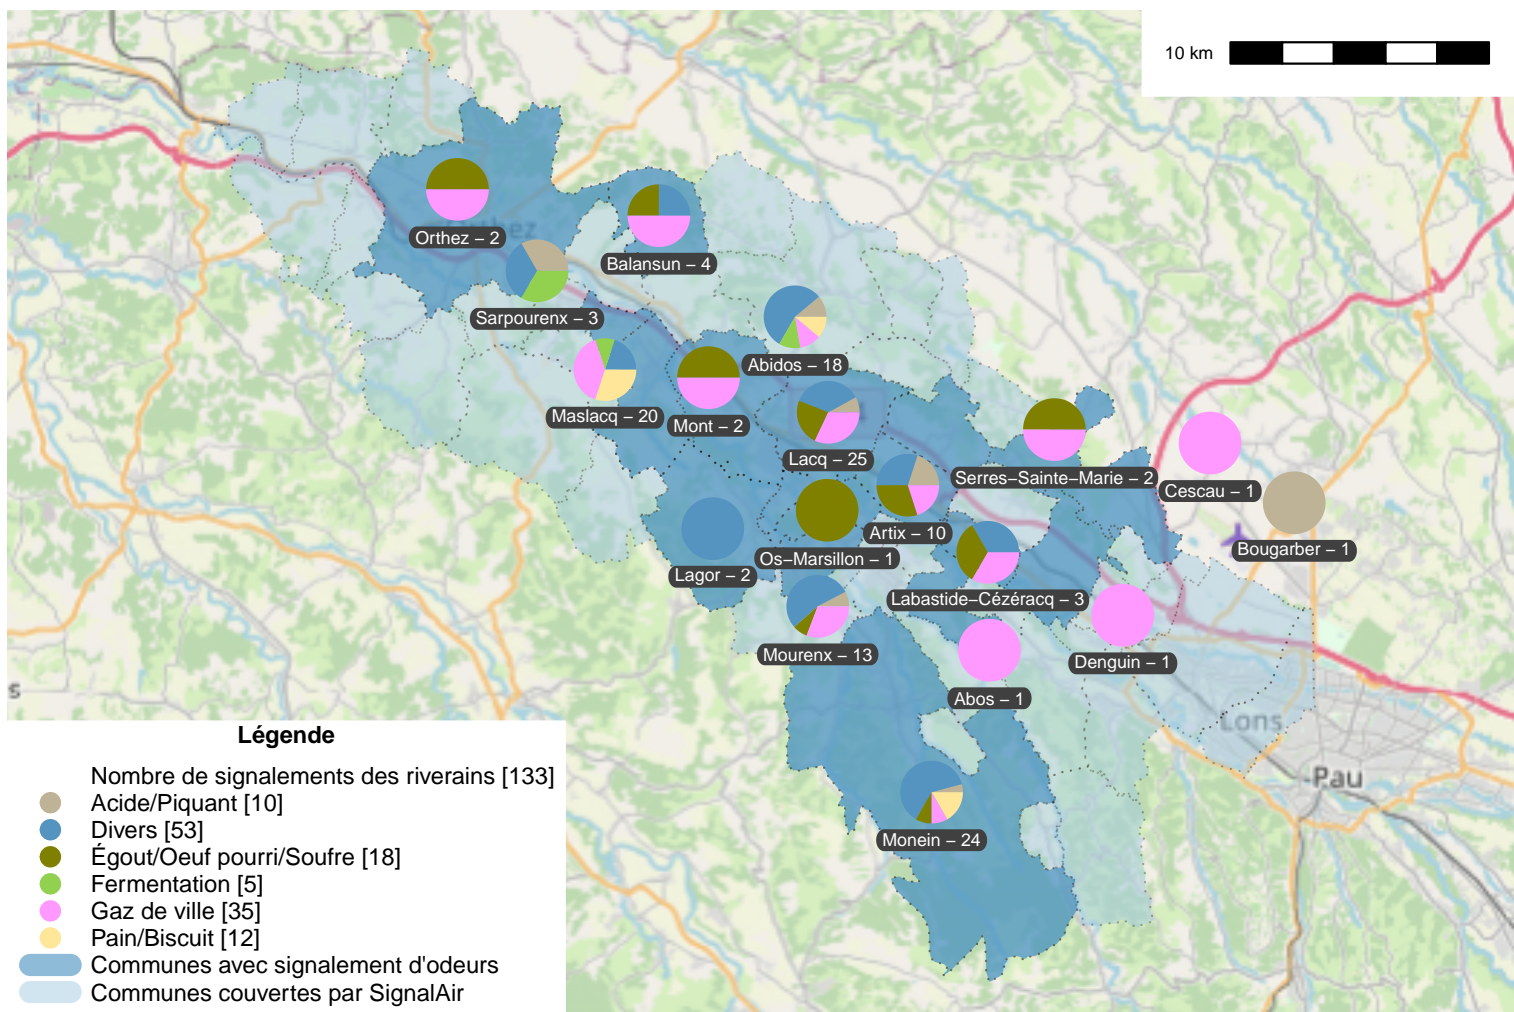 10 km
Orthez – 2
Balansun – 4
Sarpourenx – 3
Abidos – 18
Maslacq – 20
Mont – 2
Lacq – 25
Serres–Sainte–Marie – 2
Cescau – 1
Artix – 10
Bougarber – 1
Os–Marsillon – 1
Lagor – 2
Labastide–Cézéracq – 3
Mourenx – 13
Denguin – 1
Abos – 1
Lons
Pau
Monein – 24
Légende
Nombre de signalements des riverains [133]
Acide/Piquant [10]
Divers [53]
Égout/Oeuf pourri/Soufre [18]
Fermentation [5]
Gaz de ville [35]
Pain/Biscuit [12]
Communes avec signalement d'odeurs
Communes couvertes par SignalAir